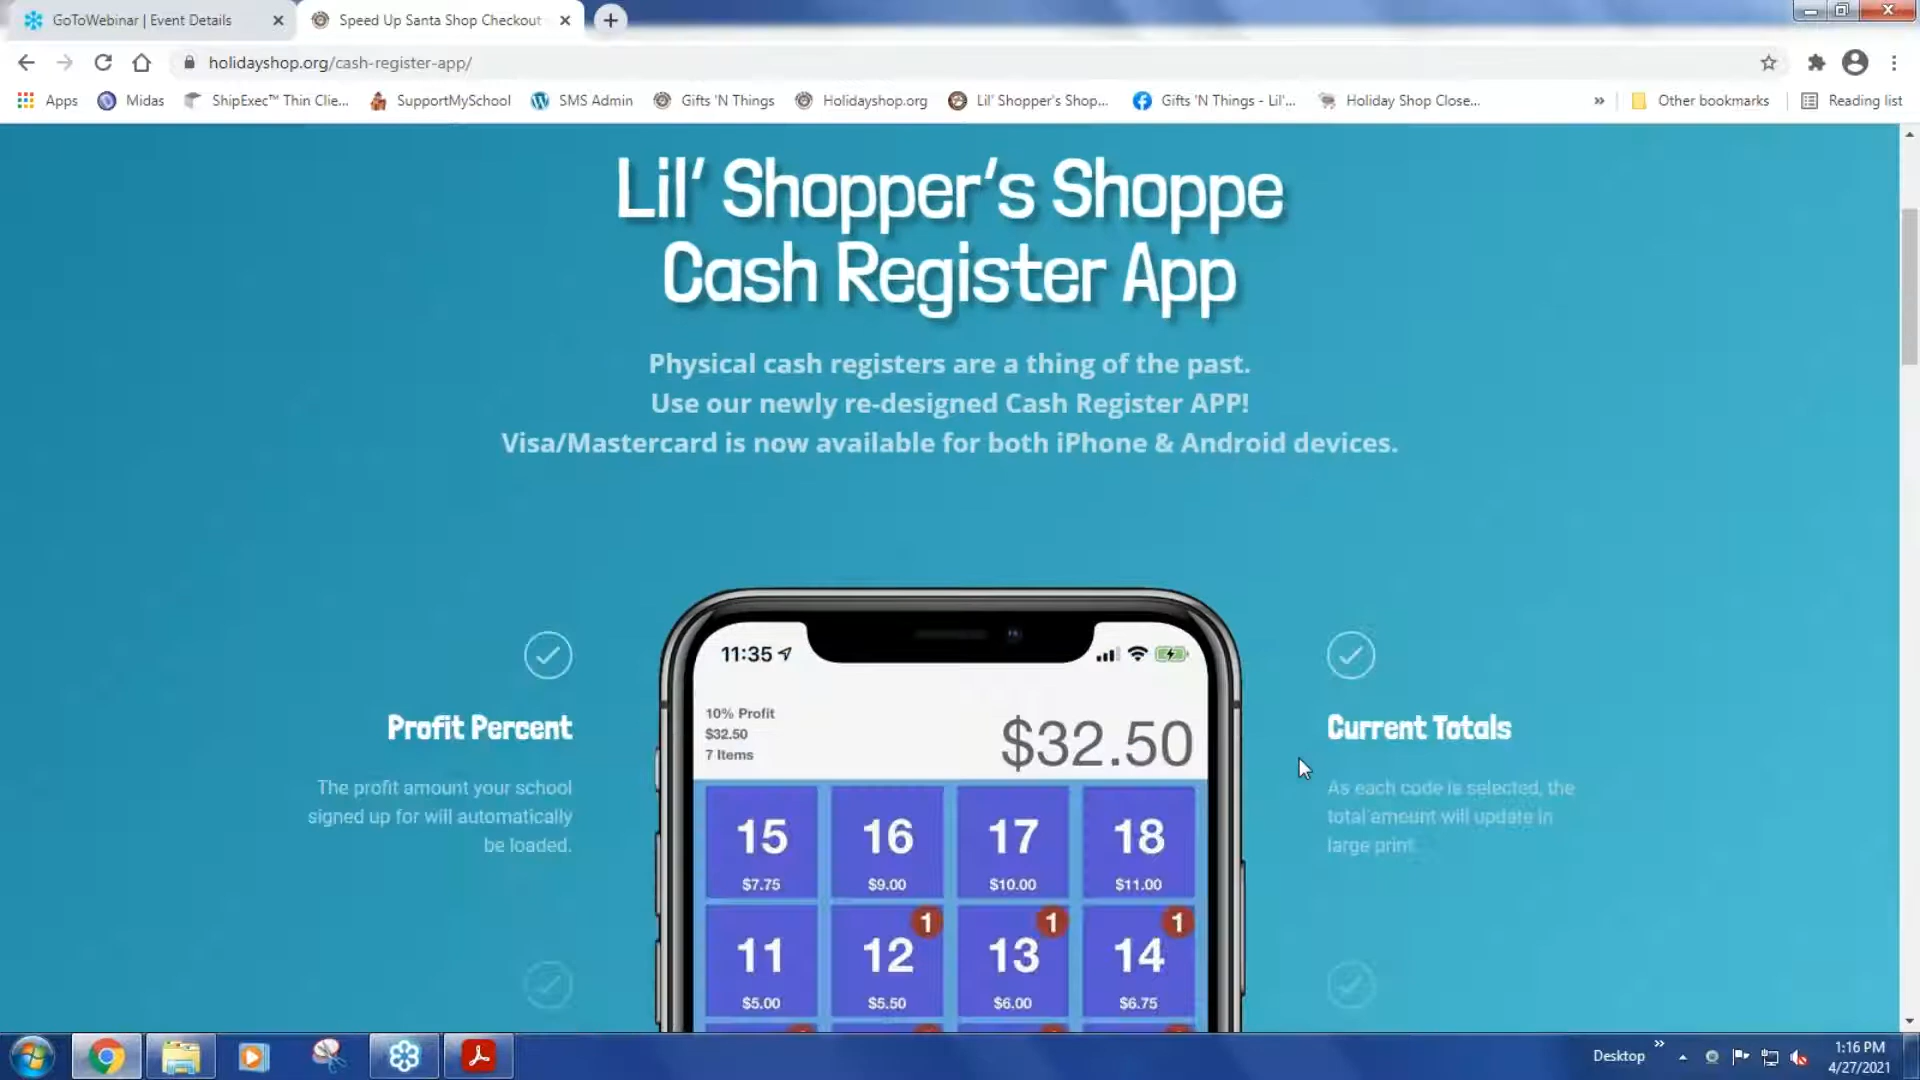 GoToWebinar | Event Details
Speed Up Santa Shop Checkout
holidayshop.org/cash-register-app/
Apps
Midas
ShipExec™ Thin Clie...
SupportMySchool
SMS Admin
Gifts 'N Things
Holidayshop.org
Lil' Shopper's Shop...
Gifts 'N Things - Lil'...
Holiday Shop Close...
»
Other bookmarks
Reading list
Lil' Shopper's Shoppe
Cash Register App
Physical cash registers are a thing of the past.
Use our newly re-designed Cash Register APP!
Visa/Mastercard is now available for both iPhone & Android devices.
Profit Percent
The profit amount your school
signed up for will automatically
be loaded.
11:35
10% Profit
$32.50
7 Items
$32.50
15 16 17 18
$7.75 $9.00 $10.00 $11.00
1 1 1
11 12 13 14
$5.00 $5.50 $6.00 $6.75
Current Totals
As each code is selected, the
total amount will update in
large print.
Desktop
»
1:16 PM
4/27/2021